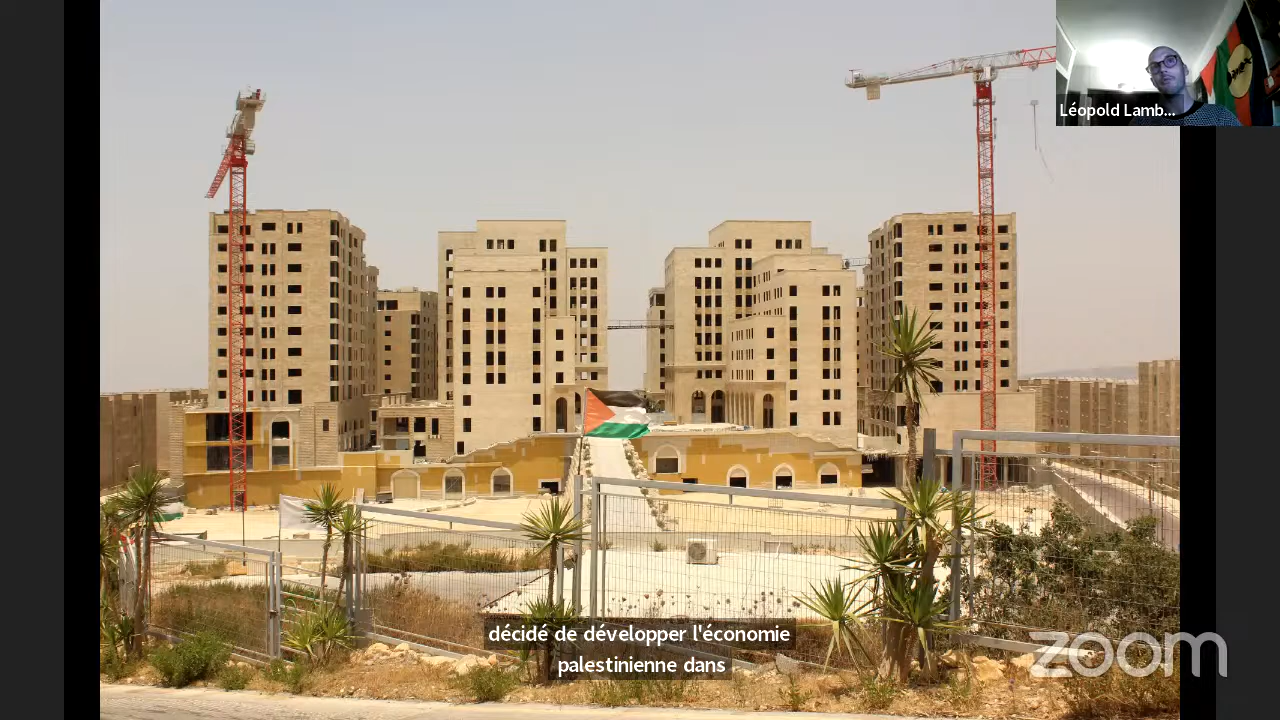 Léopold Lamb...
décidé de développer l'économie
palestinienne dans
zoom